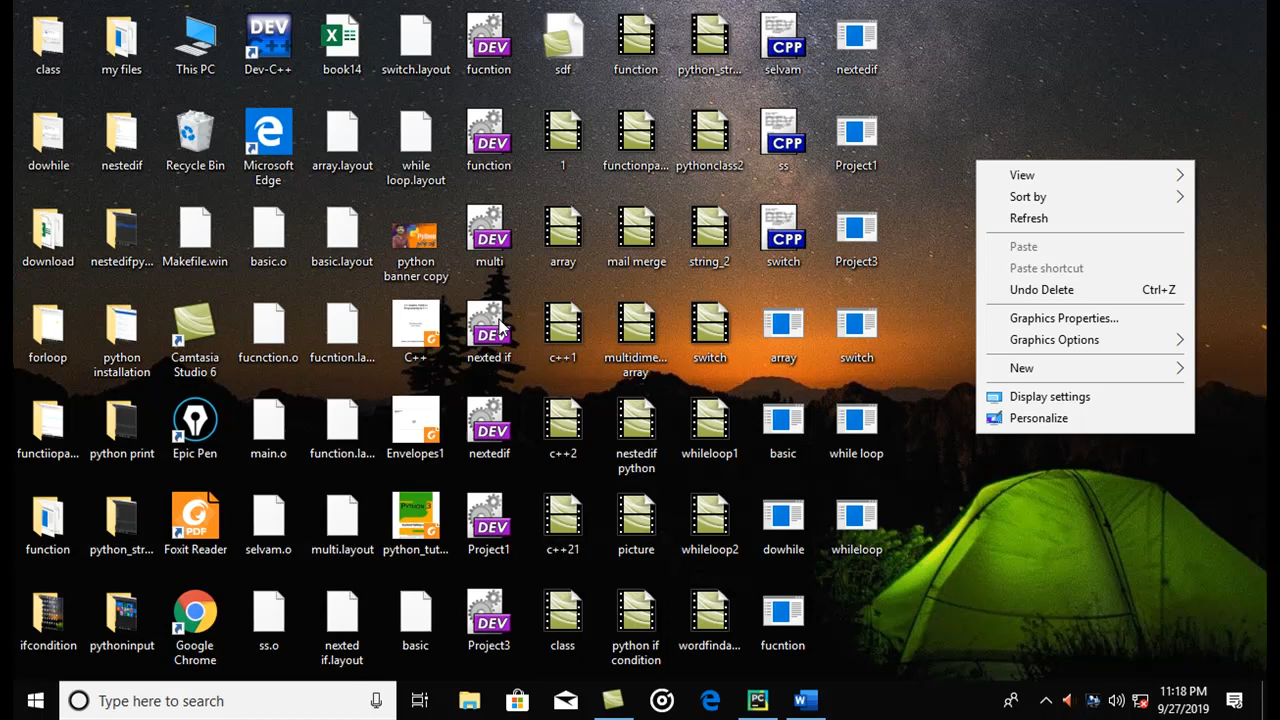 class
my files
This PC
Dev-C++
book14
switch.layout
fucntion
sdf
function
python_str...
selvam
nextedif
dowhile
nestedif
Recycle Bin
Microsoft
Edge
array.layout
while
loop.layout
function
1
functionpa...
pythonclass2
ss
Project1
download
nestedifpy...
Makefile.win
basic.o
basic.layout
python
banner copy
multi
array
mail merge
string_2
switch
Project3
forloop
python
installation
Camtasia
Studio 6
fucnction.o
fucntion.la...
C++
nexted if
c++1
multidime...
array
switch
array
switch
functiiopa...
python print
Epic Pen
main.o
function.la...
Envelopes1
nextedif
c++2
nestedif
python
whileloop1
basic
while loop
function
python_str...
Foxit Reader
selvam.o
multi.layout
python_tut...
Project1
c++21
picture
whileloop2
dowhile
whileloop
ifcondition
pythoninput
Google
Chrome
ss.o
nexted
if.layout
basic
Project3
class
python if
condition
wordfinda...
fucntion
View
Sort by
Refresh
Paste
Paste shortcut
Undo Delete Ctrl+Z
Graphics Properties...
Graphics Options
New
Display settings
Personalize
Type here to search
11:18 PM
9/27/2019